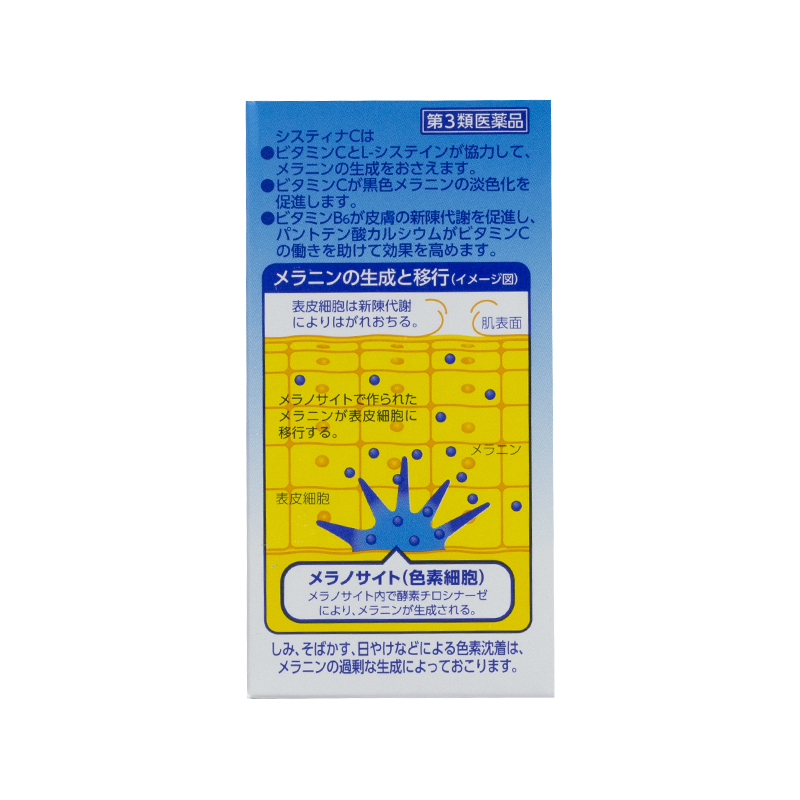 第3類医薬品
システィナCは
●ビタミンCとL-システインが協力して、
メラニンの生成をおさえます。
●ビタミンCが黒色メラニンの淡色化を
促進します。
●ビタミンB6が皮膚の新陳代謝を促進し、
パントテン酸カルシウムがビタミンC
の働きを助けて効果を高めます。
メラニンの生成と移行(イメージ図)
表皮細胞は新陳代謝
によりはがれおちる。
肌表面
メラノサイトで作られた
メラニンが表皮細胞に
移行する。
メラニン
表皮細胞
メラノサイト(色素細胞)
メラノサイト内で酵素チロシナーゼ
により、メラニンが生成される。
しみ、そばかす、日やけなどによる色素沈着は、
メラニンの過剰な生成によっておこります。